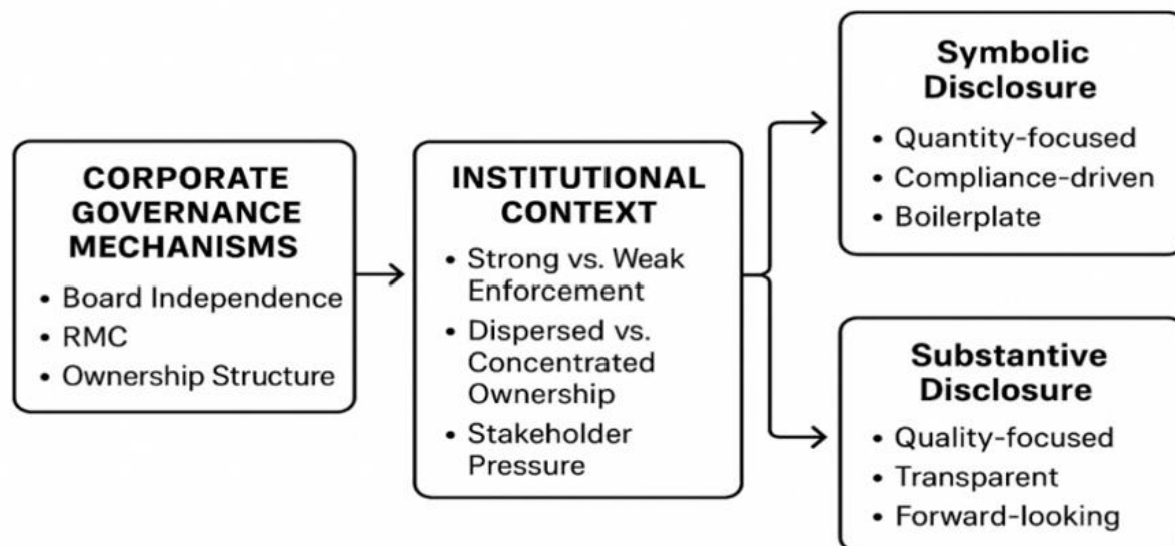 CORPORATE
GOVERNANCE
MECHANISMS
• Board Independence
• RMC
• Ownership Structure
INSTITUTIONAL
CONTEXT
• Strong vs. Weak
Enforcement
• Dispersed vs.
Concentrated
Ownership
• Stakeholder
Pressure
Symbolic
Disclosure
• Quantity-focused
• Compliance-driven
• Boilerplate
Substantive
Disclosure
• Quality-focused
• Transparent
• Forward-looking